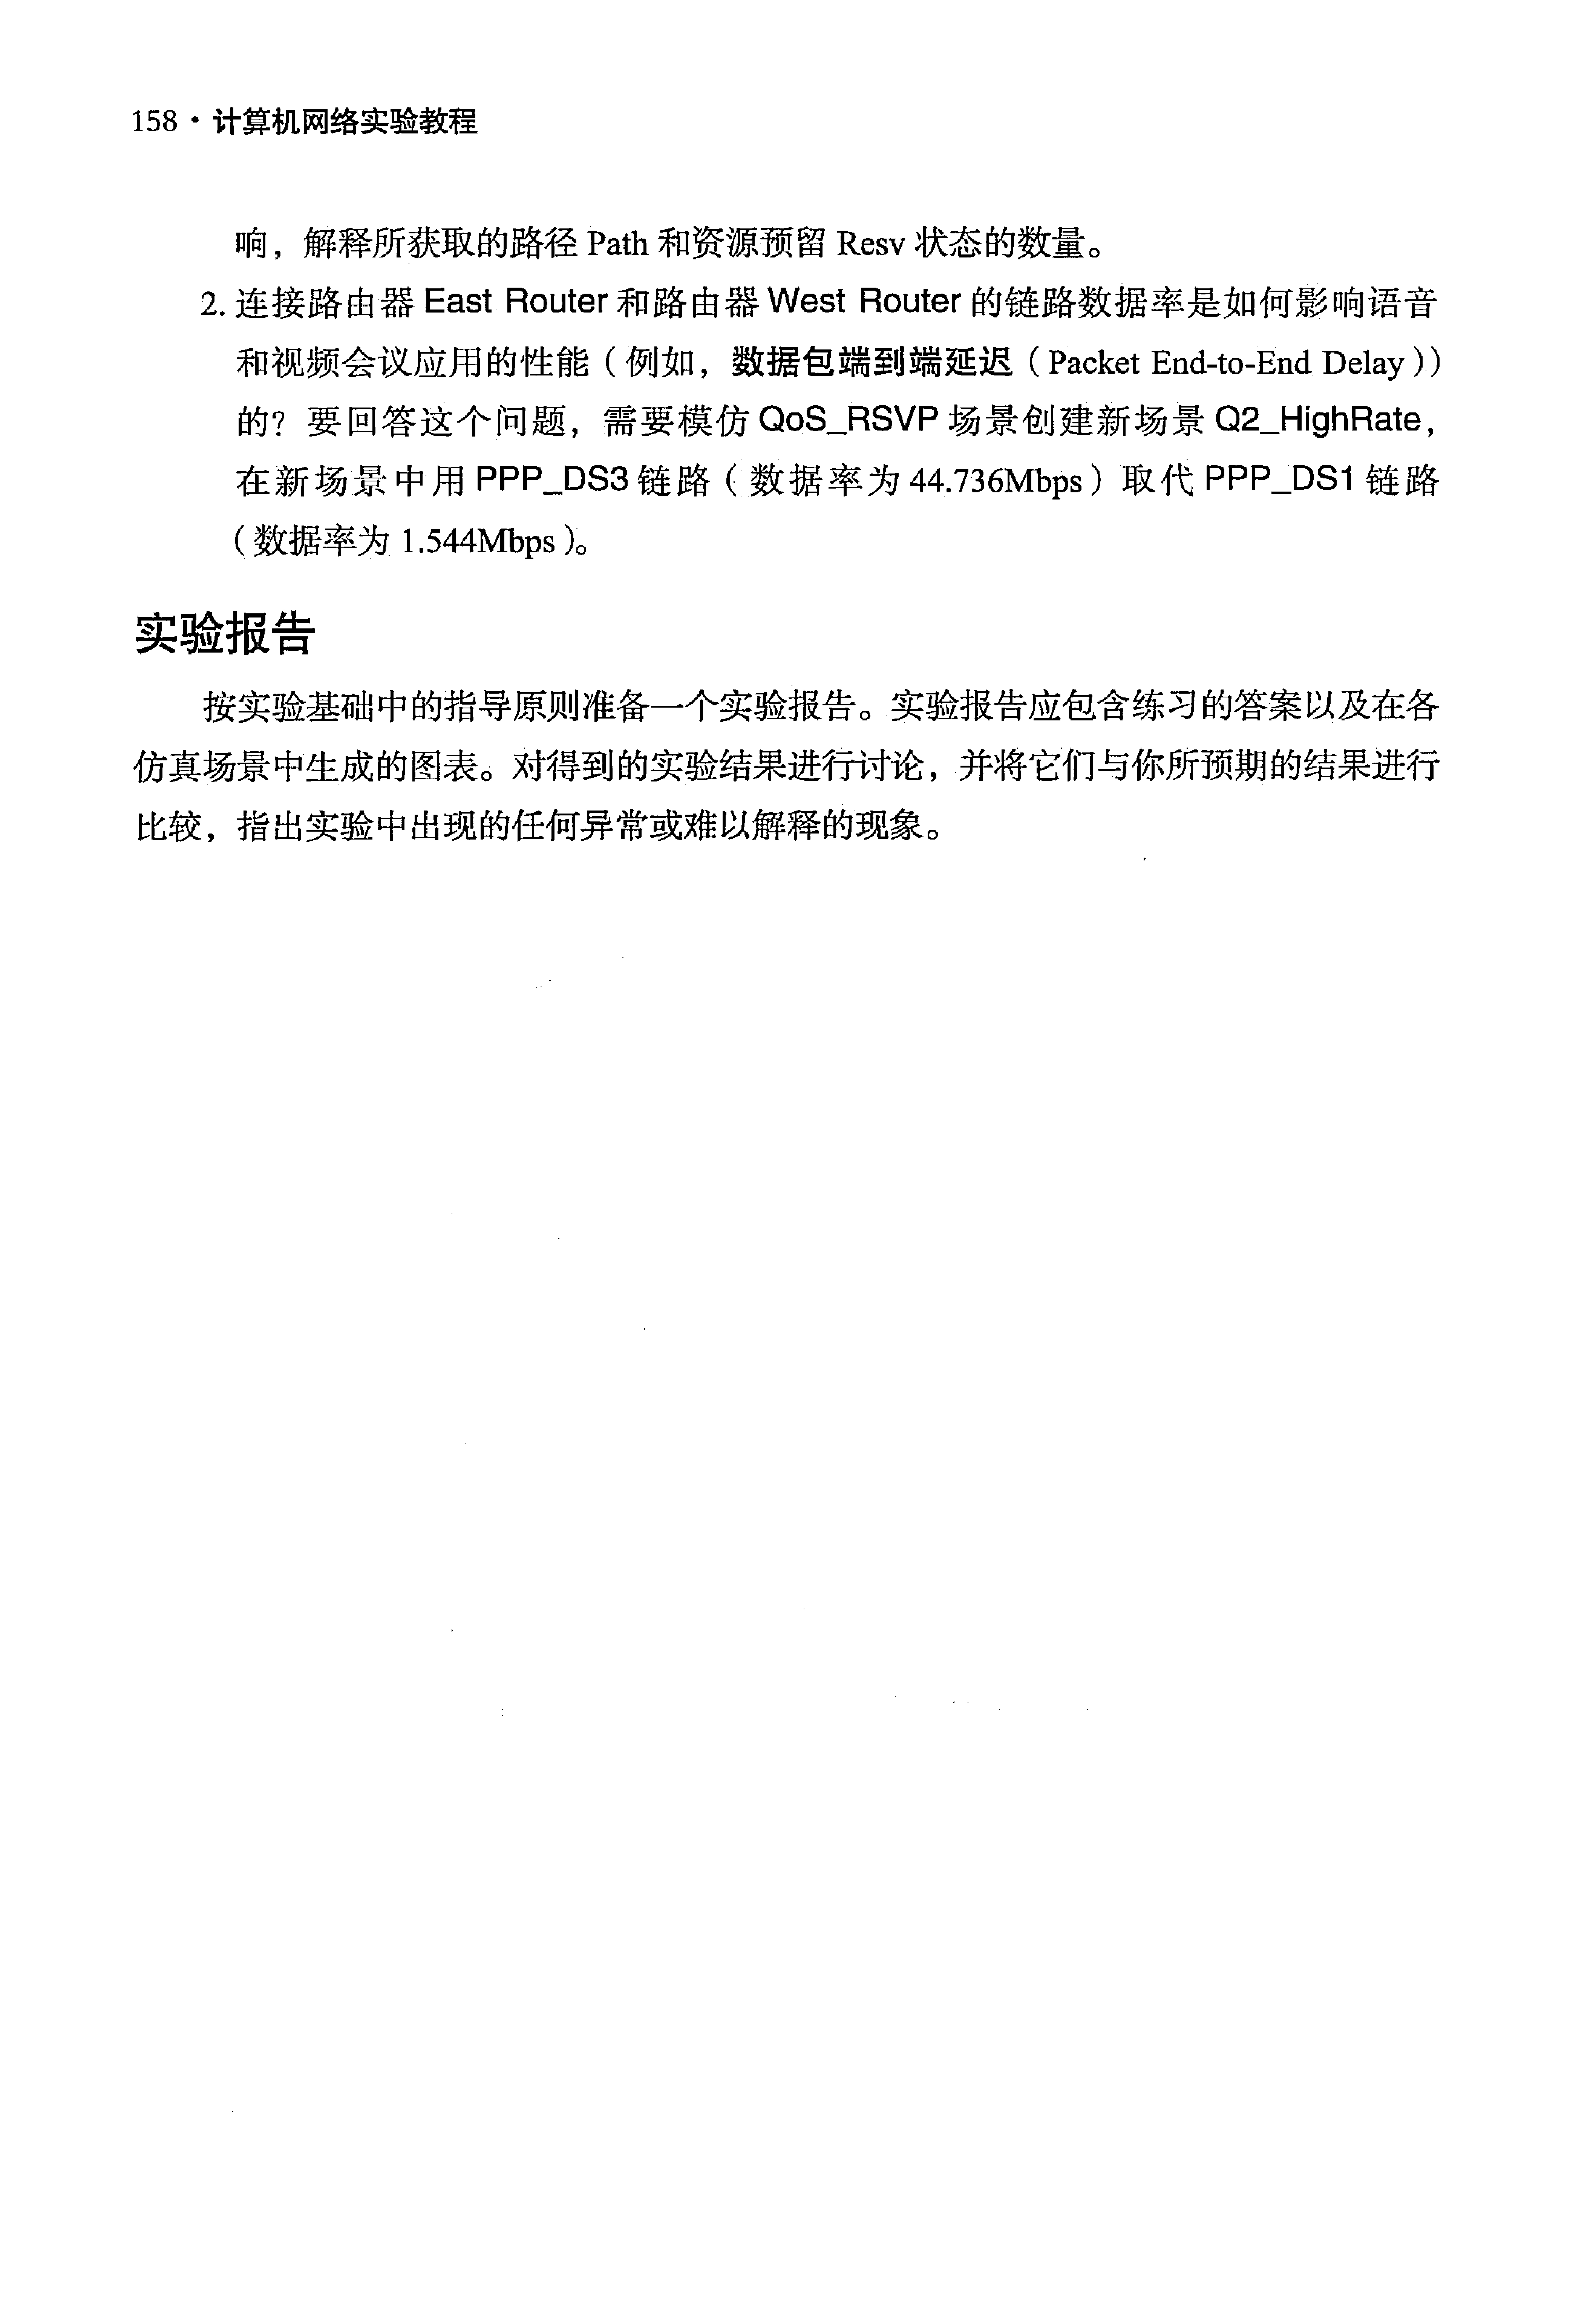 158·计算机网络实验教程
响，解释所获取的路径 Path 和资源预留 Resv 状态的数量。
2. 连接路由器 East Router 和路由器 West Router 的链路数据率是如何影响语音
和视频会议应用的性能（例如，数据包端到端延迟（Packet End-to-End Delay））
的？要回答这个问题，需要模仿 QoS_RSVP 场景创建新场景 Q2_HighRate，
在新场景中用 PPP_DS3 链路（数据率为 44.736Mbps）取代 PPP_DS1 链路
（数据率为 1.544Mbps）。
实验报告
按实验基础中的指导原则准备一个实验报告。实验报告应包含练习的答案以及在各
仿真场景中生成的图表。对得到的实验结果进行讨论，并将它们与你所预期的结果进行
比较，指出实验中出现的任何异常或难以解释的现象。